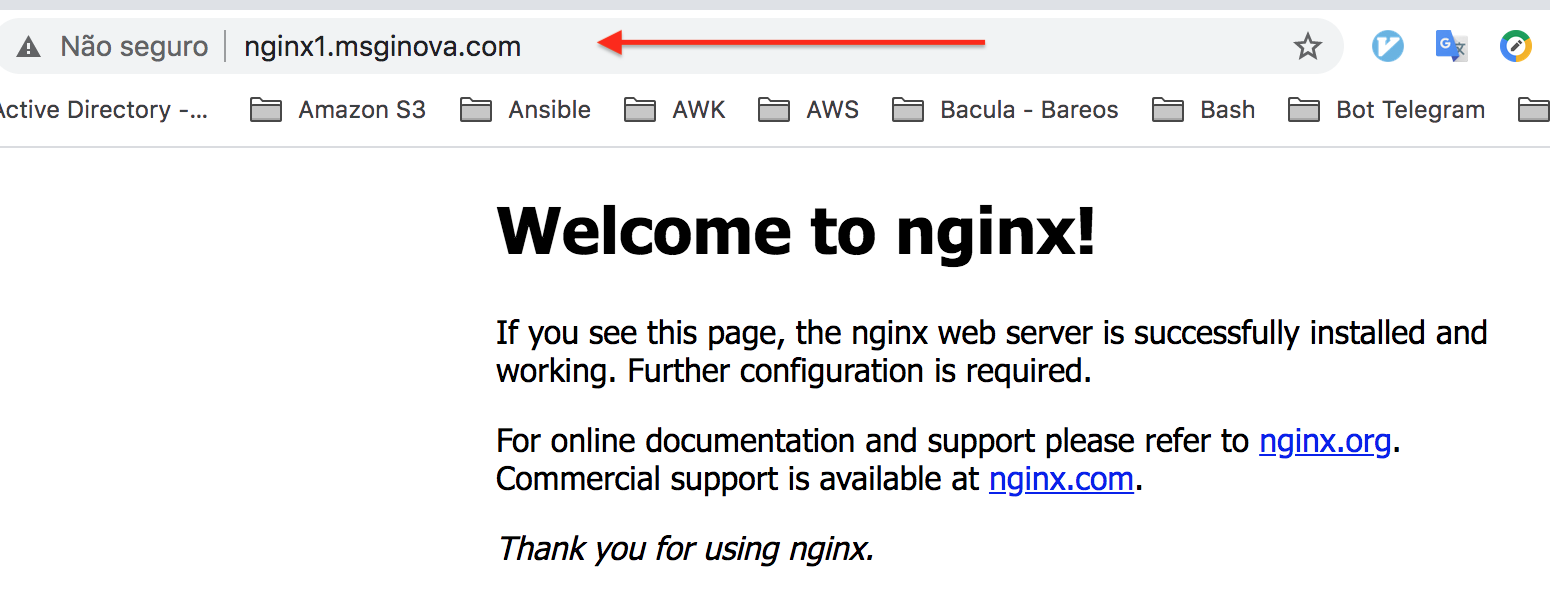 Não seguro nginx1.msginova.com
Active Directory -... Amazon S3 Ansible AWK AWS Bacula - Bareos Bash Bot Telegram
Welcome to nginx!
If you see this page, the nginx web server is successfully installed and
working. Further configuration is required.
For online documentation and support please refer to nginx.org.
Commercial support is available at nginx.com.
Thank you for using nginx.